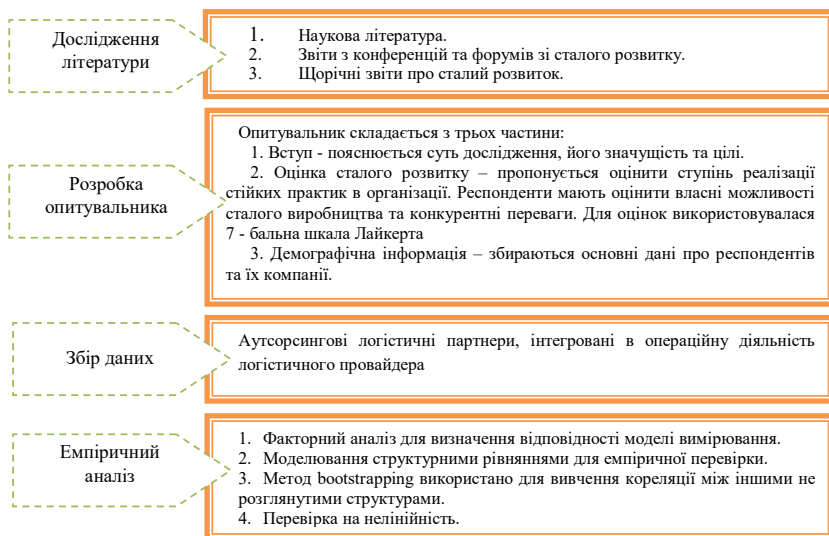 Дослідження
літератури
1. Наукова література.
2. Звіти з конференцій та форумів зі сталого розвитку.
3. Щорічні звіти про сталий розвиток.
Розробка
опитувальника
Опитувальник складається з трьох частини:
1. Вступ - пояснюється суть дослідження, його значущість та цілі.
2. Оцінка сталого розвитку – пропонується оцінити ступінь реалізації
стійких практик в організації. Респонденти мають оцінити власні можливості
сталого виробництва та конкурентні переваги. Для оцінок використовувалася
7 - бальна шкала Лайкерта
3. Демографічна інформація – збираються основні дані про респондентів
та їх компанії.
Збір даних
Аутсорсингові логістичні партнери, інтегровані в операційну діяльність
логістичного провайдера
Емпіричний
аналіз
1. Факторний аналіз для визначення відповідності моделі вимірювання.
2. Моделювання структурними рівняннями для емпіричної перевірки.
3. Метод bootstrapping використано для вивчення кореляції між іншими не
розглянутими структурами.
4. Перевірка на нелінійність.